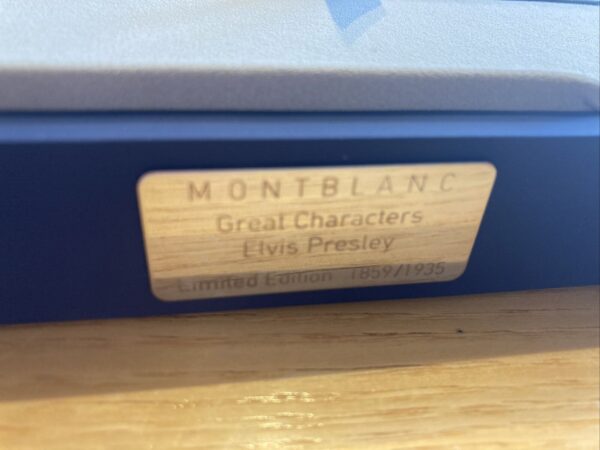 MONTBLANC
Great Characters
Elvis Presley
Limited Edition 1859/1935